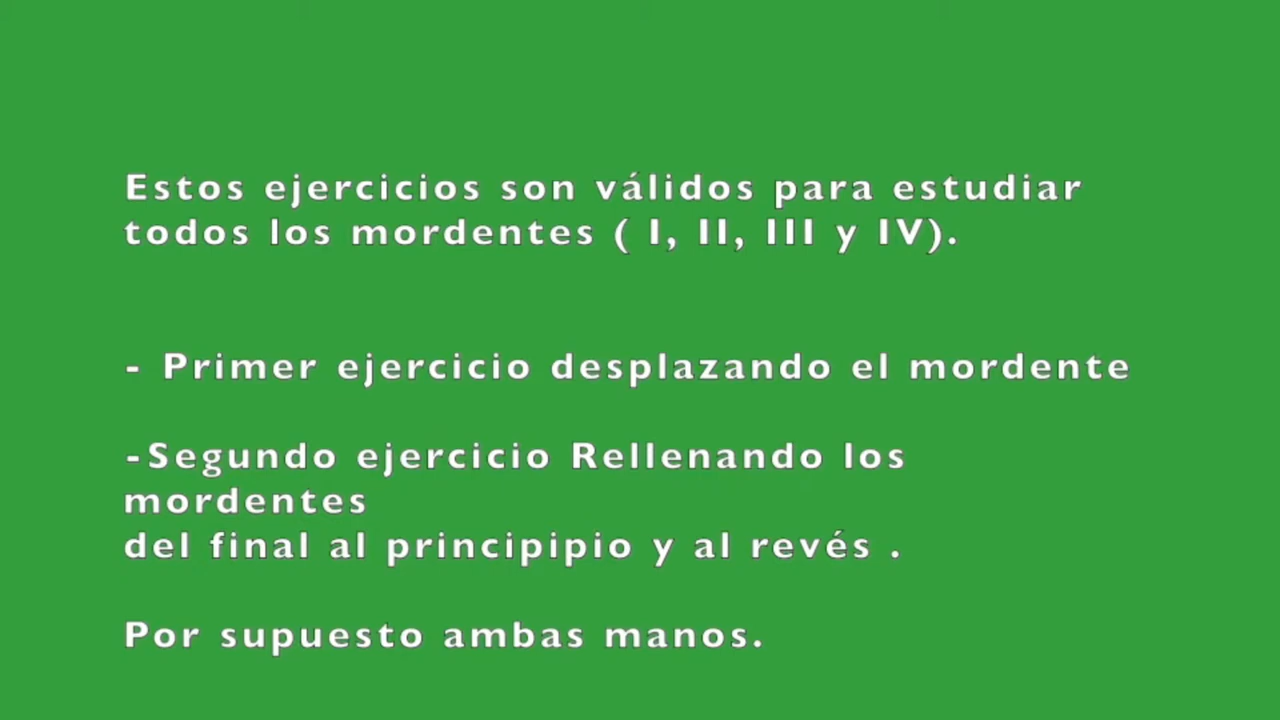 Estos ejercicios son válidos para estudiar
todos los mordentes ( I, II, III y IV).
- Primer ejercicio desplazando el mordente
-Segundo ejercicio Rellenando los
mordentes
del final al principipio y al revés .
Por supuesto ambas manos.